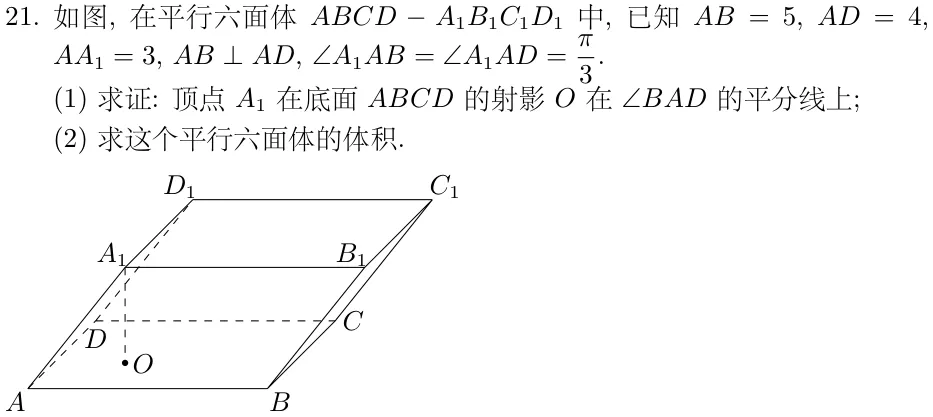 21. 如图, 在平行六面体 ABCD − A₁B₁C₁D₁ 中, 已知 AB = 5, AD = 4,
AA₁ = 3, AB ⊥ AD, ∠A₁AB = ∠A₁AD = π/3.
(1) 求证: 顶点 A₁ 在底面 ABCD 的射影 O 在 ∠BAD 的平分线上;
(2) 求这个平行六面体的体积.
D₁ C₁
A₁ B₁
D C
O
A B